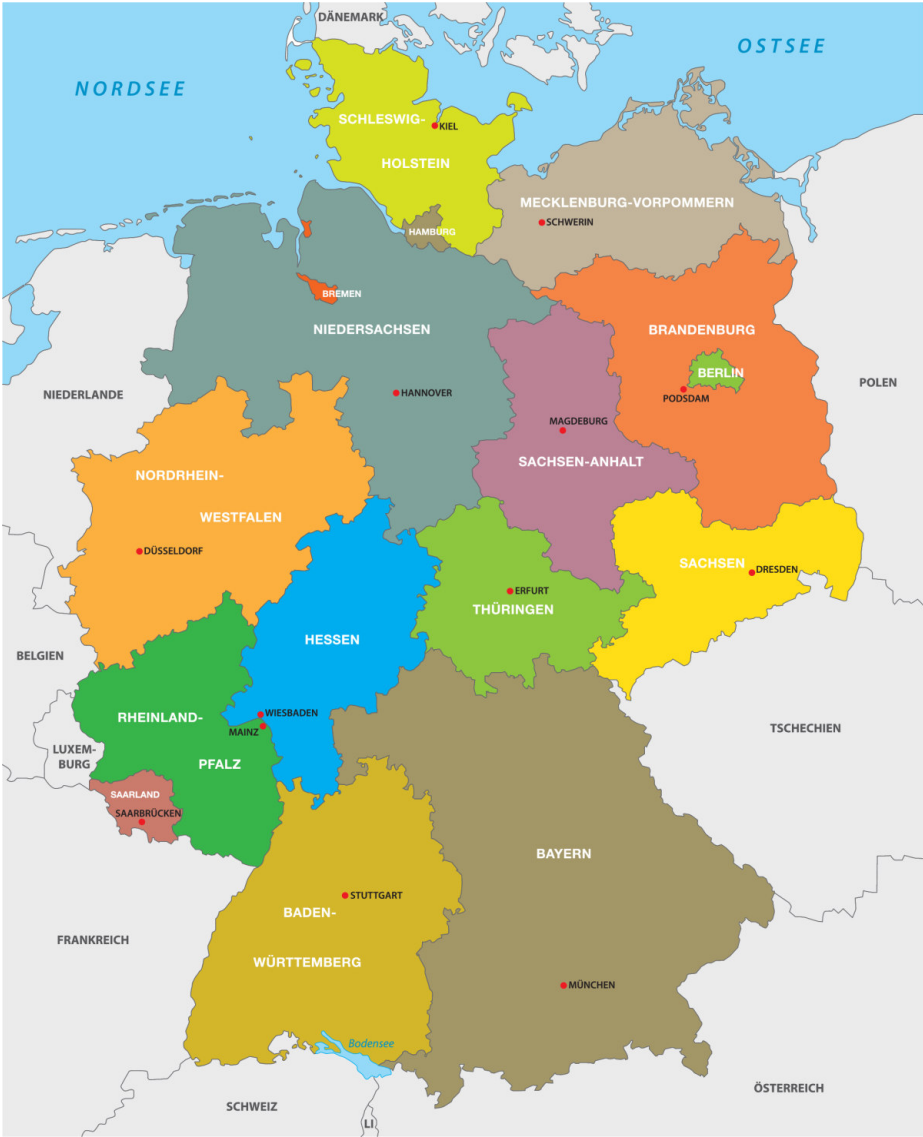 DÄNEMARK
OSTSEE
NORDSEE
SCHLESWIG-
KIEL
HOLSTEIN
MECKLENBURG-VORPOMMERN
SCHWERIN
HAMBURG
BREMEN
NIEDERSACHSEN
BRANDENBURG
BERLIN
POLEN
NIEDERLANDE
HANNOVER
PODSDAM
MAGDEBURG
SACHSEN-ANHALT
NORDRHEIN-
WESTFALEN
DÜSSELDORF
SACHSEN
DRESDEN
ERFURT
THÜRINGEN
HESSEN
BELGIEN
RHEINLAND-
WIESBADEN
MAINZ
TSCHECHIEN
LUXEM-
BURG
PFALZ
SAARLAND
SAARBRÜCKEN
BAYERN
STUTTGART
BADEN-
FRANKREICH
WÜRTTEMBERG
MÜNCHEN
Bodensee
ÖSTERREICH
SCHWEIZ
LI